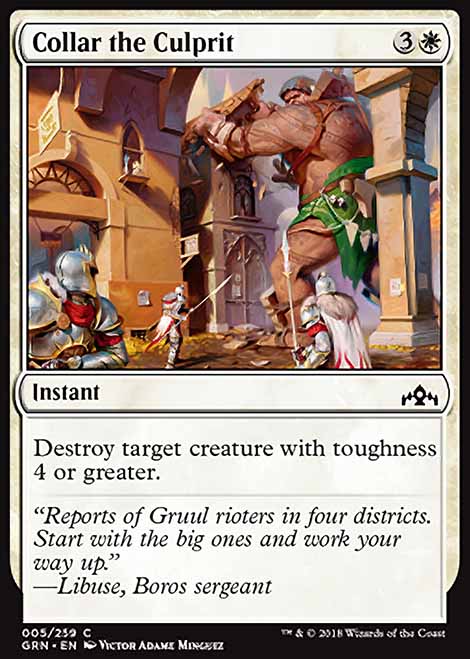 Collar the Culprit 3
Instant
Destroy target creature with toughness
4 or greater.
“Reports of Gruul rioters in four districts.
Start with the big ones and work your
way up.”
—Libuse, Boros sergeant
005/259 C
GRN • EN Victor Adame Minguez
™ & © 2018 Wizards of the Coast